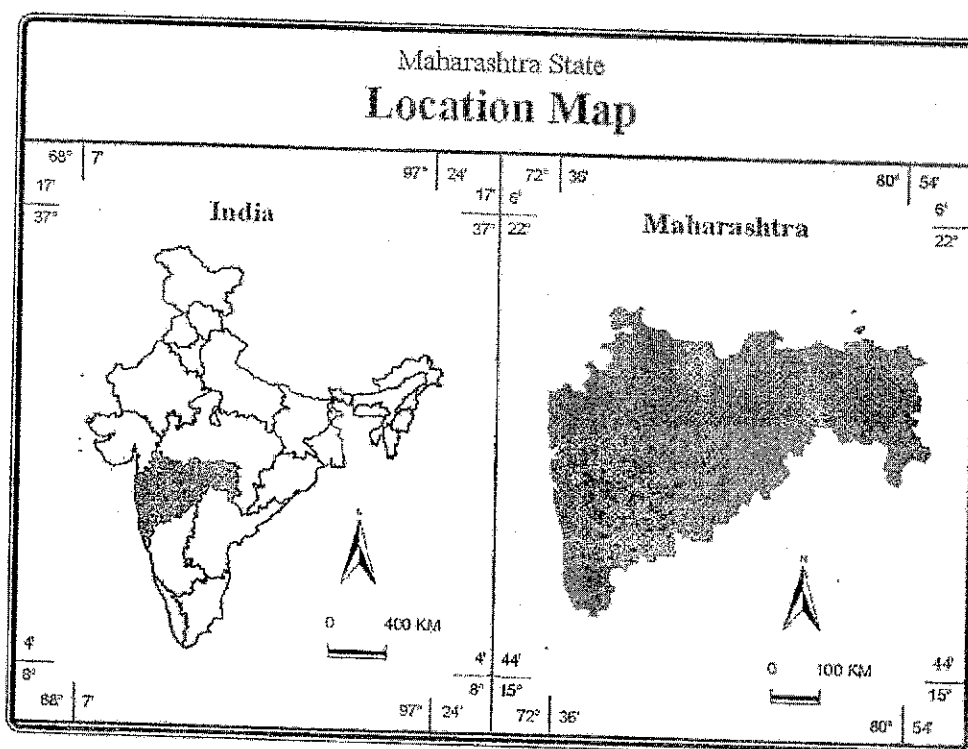 Maharashtra State
Location Map
68° 7' 97° 24' 72° 36' 80° 54'
17' 17' 6' 6'
37° 37° 22° 22°
India Maharashtra
N
0 400 KM 0 100 KM
4' 4' 44' 44'
8° 8° 15° 15°
68° 7' 97° 24' 72° 36' 80° 54'